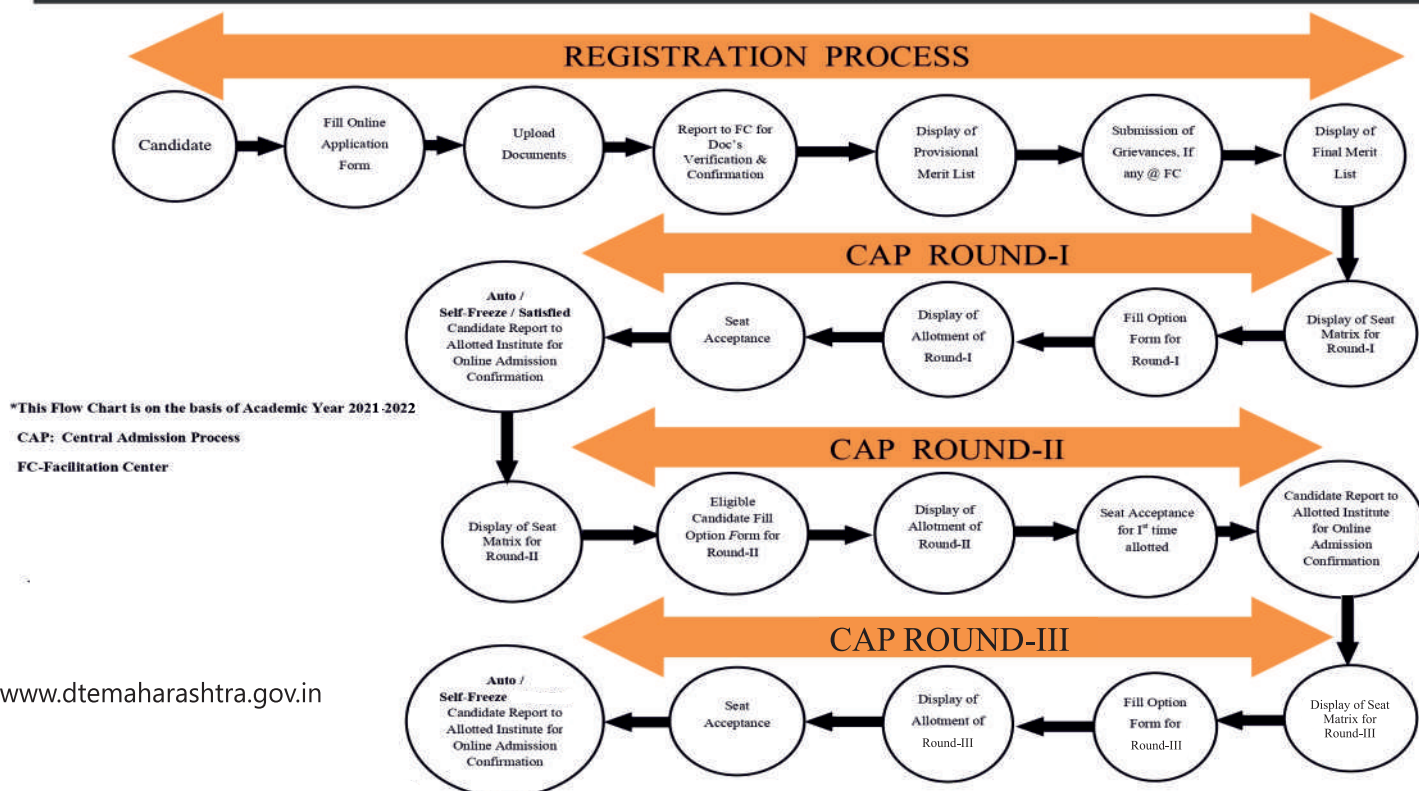 REGISTRATION PROCESS
Candidate
Fill Online
Application
Form
Upload
Documents
Report to FC for
Doc's
Verification &
Confirmation
Display of
Provisional
Merit List
Submission of
Grievances, If
any @ FC
Display of
Final Merit
List
CAP ROUND-I
Display of Seat
Matrix for
Round-I
Fill Option
Form for
Round-I
Display of
Allotment of
Round-I
Seat
Acceptance
Auto /
Self-Freeze / Satisfied
Candidate Report to
Allotted Institute for
Online Admission
Confirmation
*This Flow Chart is on the basis of Academic Year 2021-2022
CAP: Central Admission Process
FC-Facilitation Center
CAP ROUND-II
Display of Seat
Matrix for
Round-II
Eligible
Candidate Fill
Option Form for
Round-II
Display of
Allotment of
Round-II
Seat Acceptance
for Iˢᵗ time
allotted
Candidate Report to
Allotted Institute
for Online
Admission
Confirmation
CAP ROUND-III
Display of Seat
Matrix for
Round-III
Fill Option
Form for
Round-III
Display of
Allotment of
Round-III
Seat
Acceptance
Auto /
Self-Freeze
Candidate Report to
Allotted Institute for
Online Admission
Confirmation
www.dtemaharashtra.gov.in